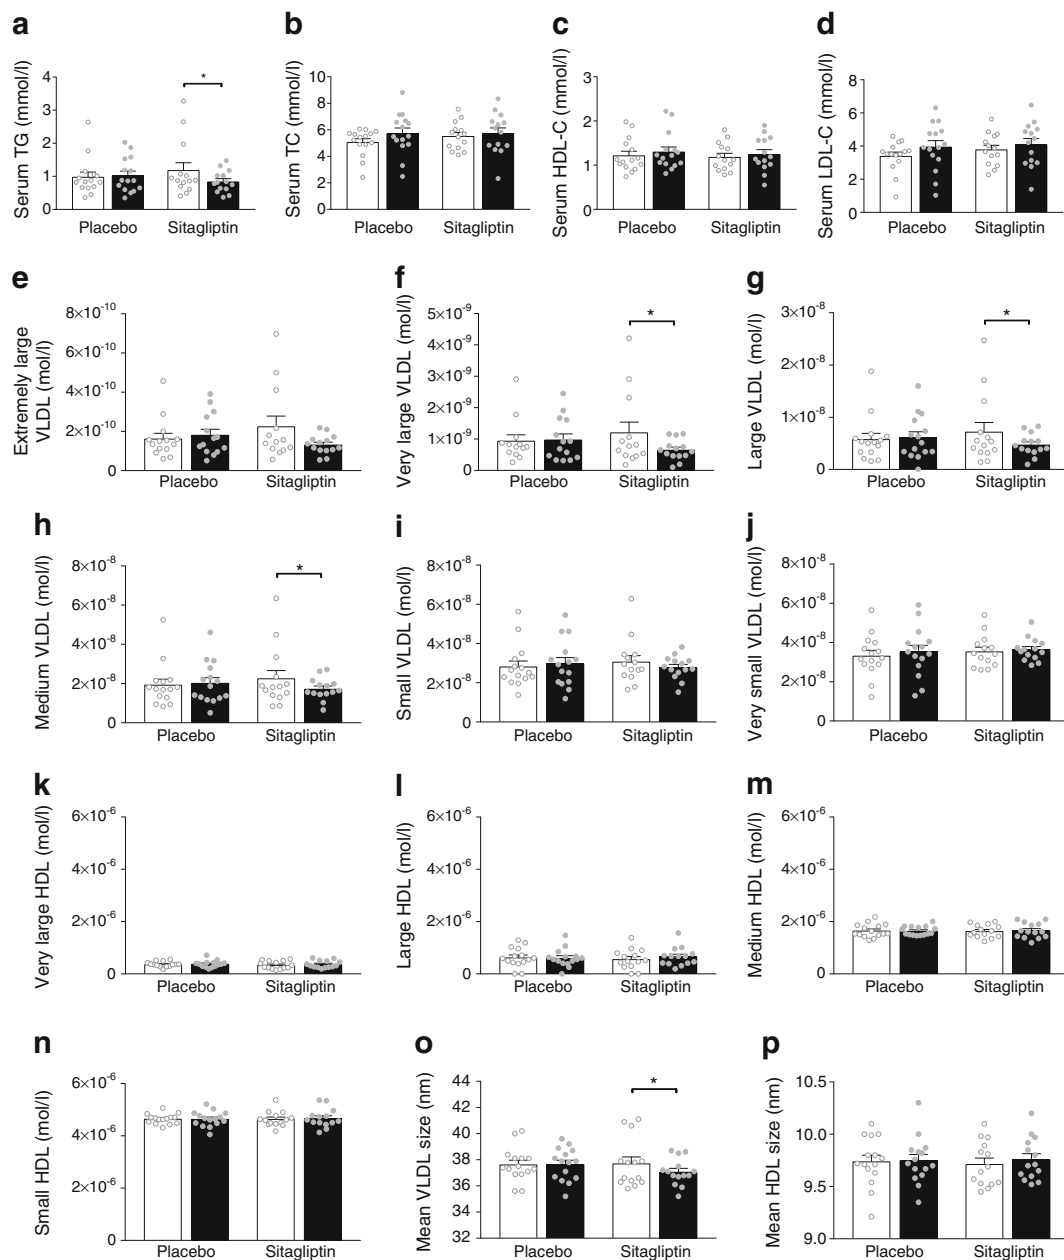 a
b
c
d
Serum TG (mmol/l)
4
3
2
1
0
*
Placebo
Sitagliptin
Serum TC (mmol/l)
10
8
6
4
2
0
Placebo
Sitagliptin
Serum HDL–C (mmol/l)
3
2
1
0
Placebo
Sitagliptin
Serum LDL–C (mmol/l)
8
6
4
2
0
Placebo
Sitagliptin
e
f
g
Extremely large
VLDL (mol/l)
8×10-10
6×10-10
4×10-10
2×10-10
0
Placebo
Sitagliptin
Very large VLDL (mol/l)
5×10-9
4×10-9
3×10-9
2×10-9
1×10-9
0
*
Placebo
Sitagliptin
Large VLDL (mol/l)
3×10-8
2×10-8
1×10-8
0
*
Placebo
Sitagliptin
h
i
j
Medium VLDL (mol/l)
8×10-8
6×10-8
4×10-8
2×10-8
0
*
Placebo
Sitagliptin
Small VLDL (mol/l)
8×10-8
6×10-8
4×10-8
2×10-8
0
Placebo
Sitagliptin
Very small VLDL (mol/l)
8×10-8
6×10-8
4×10-8
2×10-8
0
Placebo
Sitagliptin
k
l
m
Very large HDL (mol/l)
6×10-6
4×10-6
2×10-6
0
Placebo
Sitagliptin
Large HDL (mol/l)
6×10-6
4×10-6
2×10-6
0
Placebo
Sitagliptin
Medium HDL (mol/l)
6×10-6
4×10-6
2×10-6
0
Placebo
Sitagliptin
n
o
p
Small HDL (mol/l)
6×10-6
4×10-6
2×10-6
0
Placebo
Sitagliptin
Mean VLDL size (nm)
44
42
40
38
36
34
32
*
Placebo
Sitagliptin
Mean HDL size (nm)
10.5
10.0
9.5
9.0
Placebo
Sitagliptin